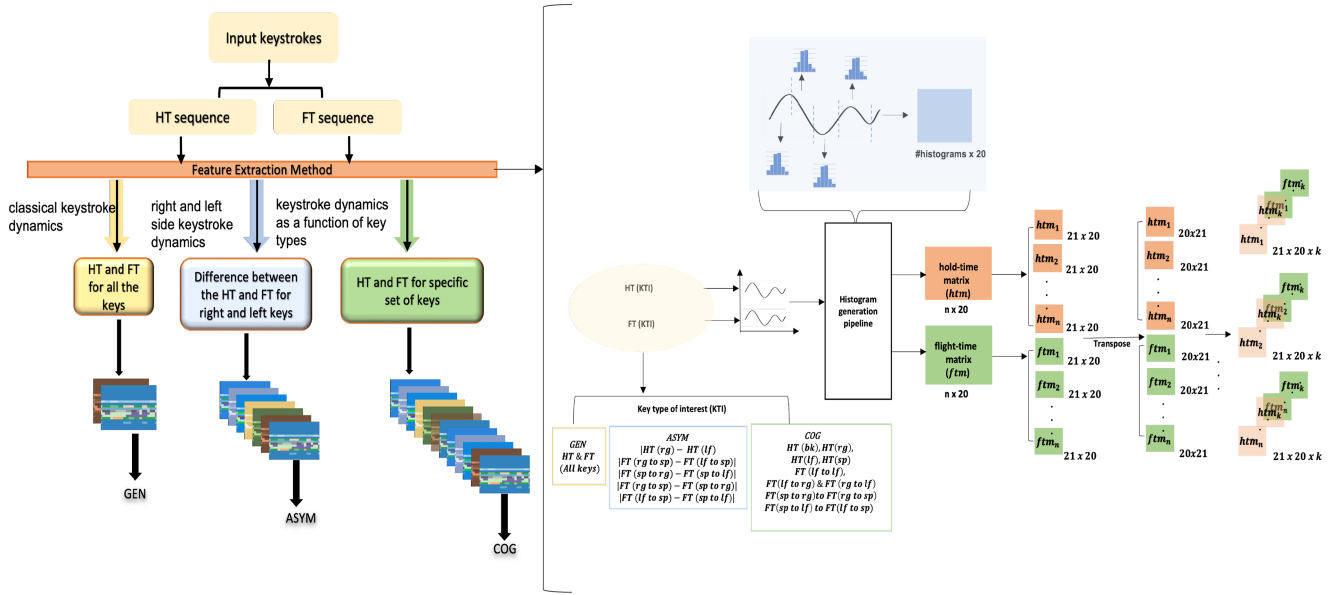 Input keystrokes
HT sequence
FT sequence
Feature Extraction Method
classical keystroke
dynamics
right and left
side keystroke
dynamics
keystroke dynamics
as a function of key
types
HT and FT
for all the
keys
Difference between
the HT and FT for
right and left keys
HT and FT for specific
set of keys
GEN
ASYM
COG
#histograms x 20
HT (KTI)
FT (KTI)
Histogram
generation
pipeline
Key type of interest (KTI)
GEN
HT & FT
(All keys)
ASYM
|HT (rg) − HT (lf)
|FT (rg to sp) − FT (lf to sp)|
|FT (sp to rg) − FT (sp to lf)|
|FT (rg to sp) − FT (sp to rg)|
|FT (lf to sp) − FT (sp to lf)|
COG
HT (bk), HT(rg),
HT(lf), HT(sp)
FT (lf to lf),
FT(lf to rg) & FT(rg to lf)
FT(sp to rg)to FT(rg to sp)
FT(sp to lf) to FT(lf to sp)
hold-time
matrix
(htm)
n x 20
flight-time
matrix
(ftm)
n x 20
htm1
21 x 20
htm2
21 x 20
htmn
21 x 20
ftm1
21 x 20
ftm2
21 x 20
ftmn
21 x 20
Transpose
htm1
20x21
htm2
20x21
htmn
20x21
ftm1
20x21
ftm2
20x21
ftmn
20x21
ftmk
ftm1
htmk
htm1
21 x 20 x k
ftmk
ftm2
htmk
htm2
21 x 20 x k
ftmk
ftmn
htmk
htmn
21 x 20 x k